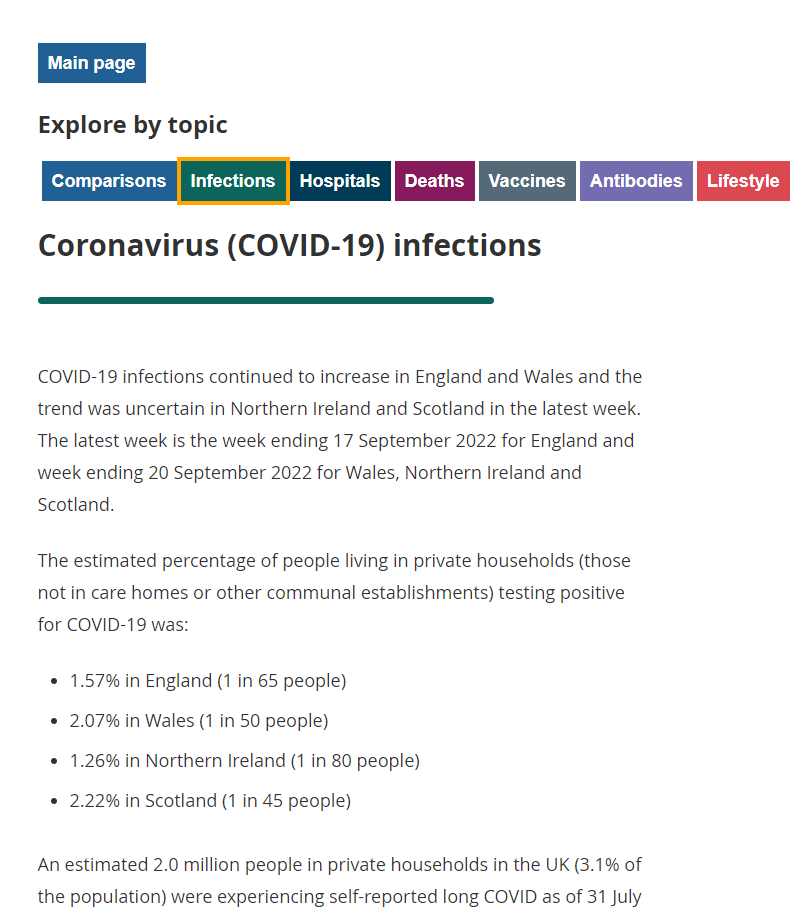 Main page
Explore by topic
Comparisons Infections Hospitals Deaths Vaccines Antibodies Lifestyle
Coronavirus (COVID-19) infections
COVID-19 infections continued to increase in England and Wales and the
trend was uncertain in Northern Ireland and Scotland in the latest week.
The latest week is the week ending 17 September 2022 for England and
week ending 20 September 2022 for Wales, Northern Ireland and
Scotland.
The estimated percentage of people living in private households (those
not in care homes or other communal establishments) testing positive
for COVID-19 was:
• 1.57% in England (1 in 65 people)
• 2.07% in Wales (1 in 50 people)
• 1.26% in Northern Ireland (1 in 80 people)
• 2.22% in Scotland (1 in 45 people)
An estimated 2.0 million people in private households in the UK (3.1% of
the population) were experiencing self-reported long COVID as of 31 July